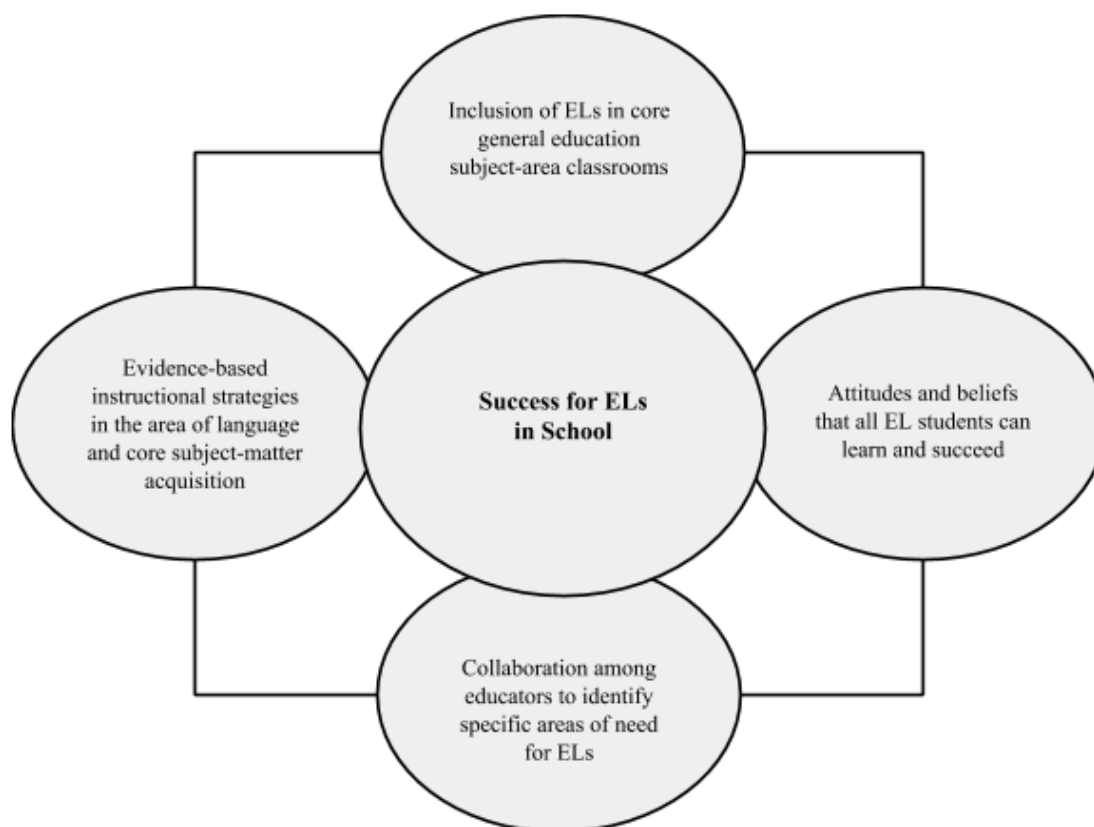 Inclusion of ELs in core
general education
subject-area classrooms
Evidence-based
instructional strategies
in the area of language
and core subject-matter
acquisition
Success for ELs
in School
Attitudes and beliefs
that all EL students can
learn and succeed
Collaboration among
educators to identify
specific areas of need
for ELs